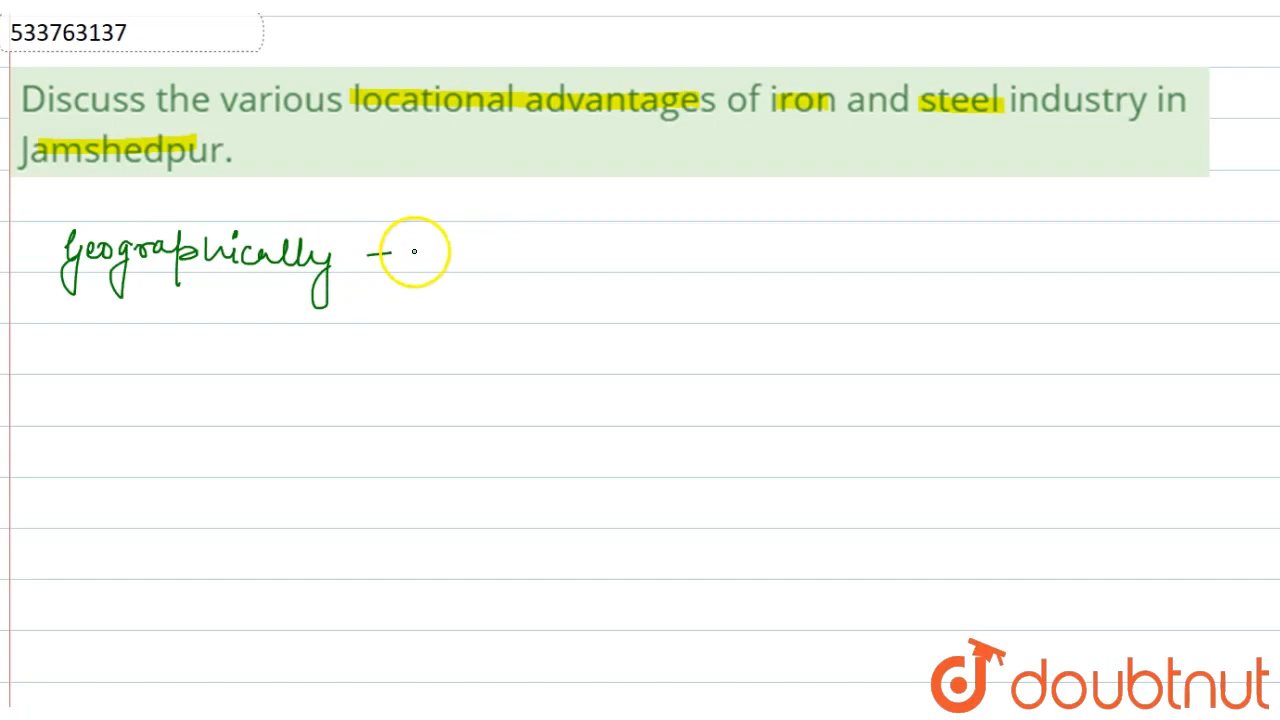 533763137
Discuss the various locational advantages of iron and steel industry in
Jamshedpur.
Geographically -
doubtnut